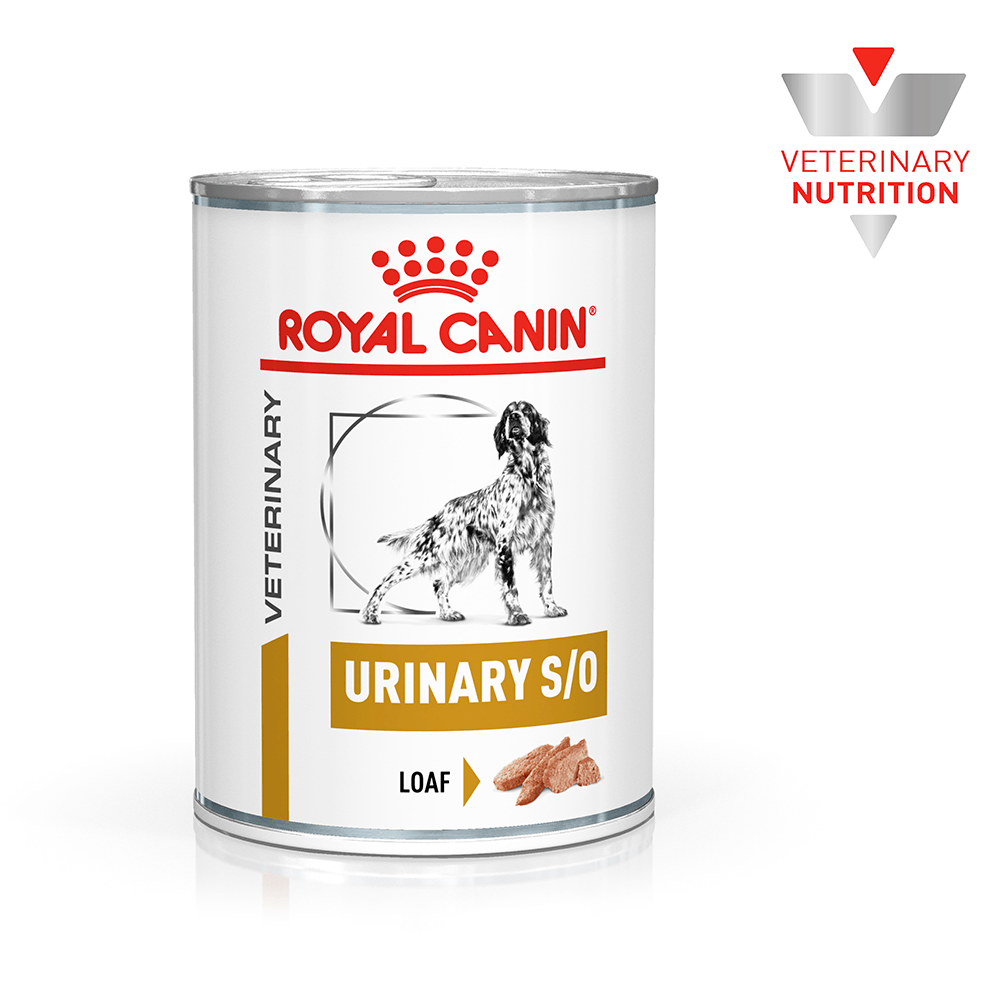 VETERINARY
NUTRITION
ROYAL CANIN®
VETERINARY
URINARY S/O
LOAF